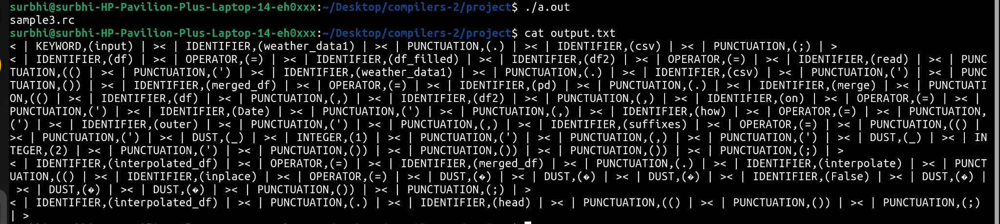 surbhi@surbhi-HP-Pavilion-Plus-Laptop-14-eh0xxx:~/Desktop/compilers-2/project$ ./a.out
sample3.rc
surbhi@surbhi-HP-Pavilion-Plus-Laptop-14-eh0xxx:~/Desktop/compilers-2/project$ cat output.txt
< | KEYWORD,(input) | >< | IDENTIFIER,(weather_data1) | >< | PUNCTUATION,(.) | >< | IDENTIFIER,(csv) | >< | PUNCTUATION,(;) | >
< | IDENTIFIER,(df) | >< | OPERATOR,(=) | >< | IDENTIFIER,(df_filled) | >< | IDENTIFIER,(df2) | >< | OPERATOR,(=) | >< | IDENTIFIER,(read) | >< | PUNC
TUATION,(() | >< | PUNCTUATION,(') | >< | IDENTIFIER,(weather_data1) | >< | PUNCTUATION,(.) | >< | IDENTIFIER,(csv) | >< | PUNCTUATION,(') | >< | PUNC
TUATION,()) | >< | IDENTIFIER,(merged_df) | >< | OPERATOR,(=) | >< | IDENTIFIER,(pd) | >< | PUNCTUATION,(.) | >< | IDENTIFIER,(merge) | >< | PUNCTUATI
ON,(() | >< | IDENTIFIER,(df) | >< | PUNCTUATION,(,) | >< | IDENTIFIER,(df2) | >< | PUNCTUATION,(,) | >< | IDENTIFIER,(on) | >< | OPERATOR,(=) | >< |
PUNCTUATION,(') | >< | IDENTIFIER,(Date) | >< | PUNCTUATION,(') | >< | PUNCTUATION,(,) | >< | IDENTIFIER,(how) | >< | OPERATOR,(=) | >< | PUNCTUATION,
(') | >< | IDENTIFIER,(outer) | >< | PUNCTUATION,(') | >< | PUNCTUATION,(,) | >< | IDENTIFIER,(suffixes) | >< | OPERATOR,(=) | >< | PUNCTUATION,(() |
>< | PUNCTUATION,(') | >< | DUST,(_) | >< | INTEGER,(1) | >< | PUNCTUATION,(') | >< | PUNCTUATION,(,) | >< | PUNCTUATION,(') | >< | DUST,(_) | >< | IN
TEGER,(2) | >< | PUNCTUATION,(') | >< | PUNCTUATION,()) | >< | PUNCTUATION,()) | >< | PUNCTUATION,()) | >< | PUNCTUATION,(;) | >
< | IDENTIFIER,(interpolated_df) | >< | OPERATOR,(=) | >< | IDENTIFIER,(merged_df) | >< | PUNCTUATION,(.) | >< | IDENTIFIER,(interpolate) | >< | PUNCT
UATION,(() | >< | IDENTIFIER,(inplace) | >< | OPERATOR,(=) | >< | DUST,(�) | >< | DUST,(�) | >< | DUST,(�) | >< | IDENTIFIER,(False) | >< | DUST,(�) |
>< | DUST,(�) | >< | DUST,(�) | >< | PUNCTUATION,()) | >< | PUNCTUATION,(;) | >
< | IDENTIFIER,(interpolated_df) | >< | PUNCTUATION,(.) | >< | IDENTIFIER,(head) | >< | PUNCTUATION,(() | >< | PUNCTUATION,()) | >< | PUNCTUATION,(;)
| >